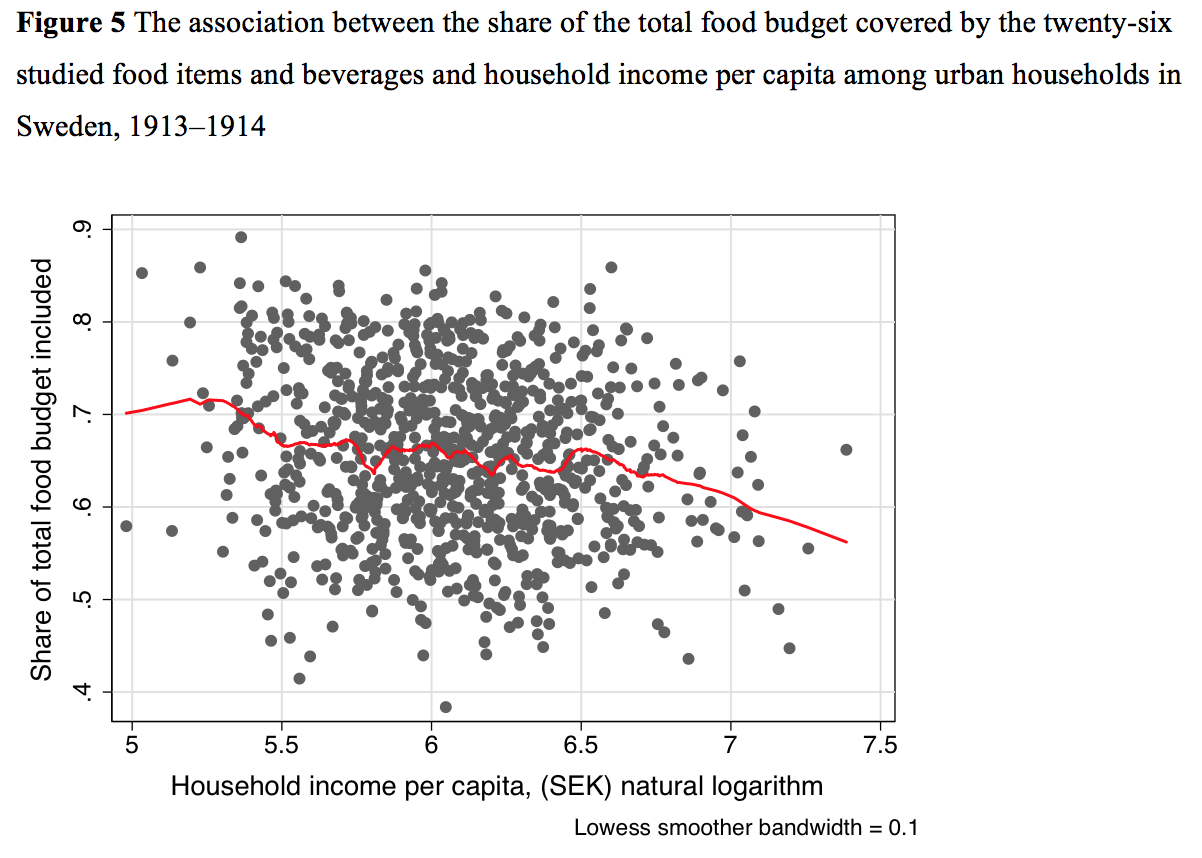 Figure 5 The association between the share of the total food budget covered by the twenty-six
studied food items and beverages and household income per capita among urban households in
Sweden, 1913–1914
Share of total food budget included
.9
.8
.7
.6
.5
.4
5 5.5 6 6.5 7 7.5
Household income per capita, (SEK) natural logarithm
Lowess smoother bandwidth = 0.1